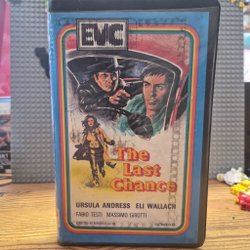 EVC
The
Last
Chance
URSULA ANDRESS ELI WALLACH
FABIO TESTI MASSIMO GIROTTI